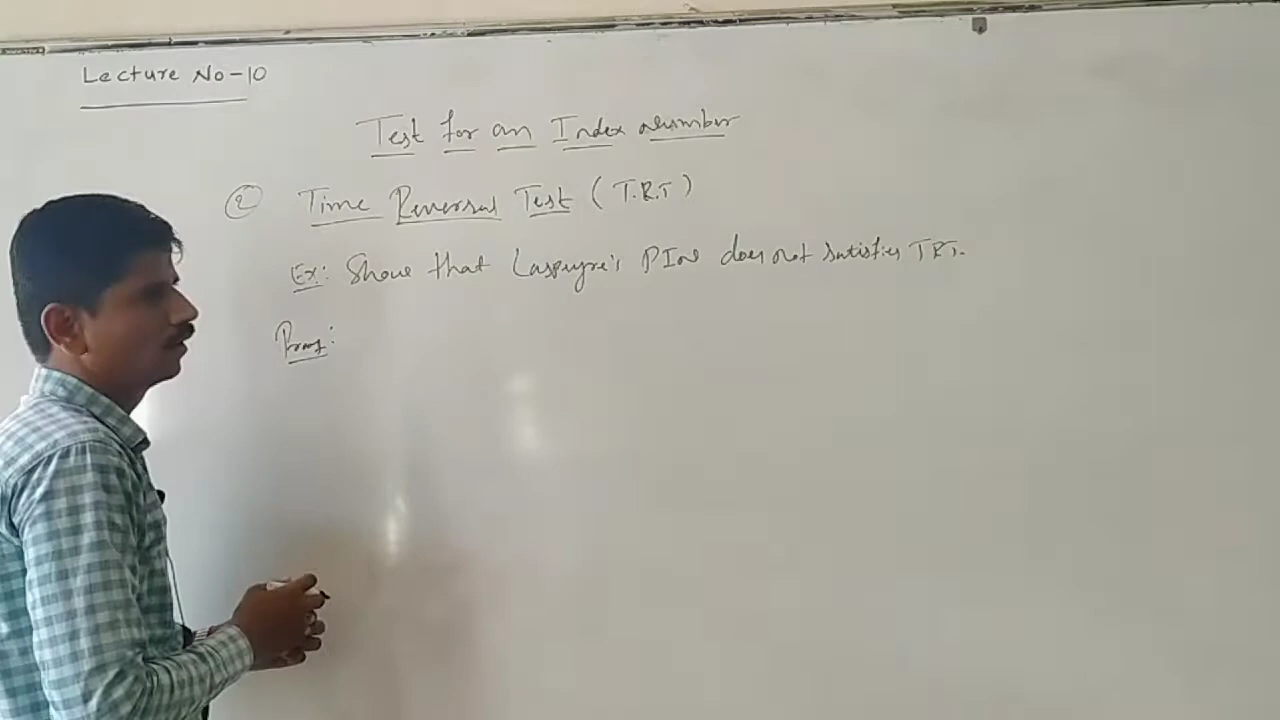 Lecture No-10
Test for an Index Number
② Time Reversal Test (T.R.T)
Ex: Show that Laspeyre's PIN does not satisfies TRT.
Proof: